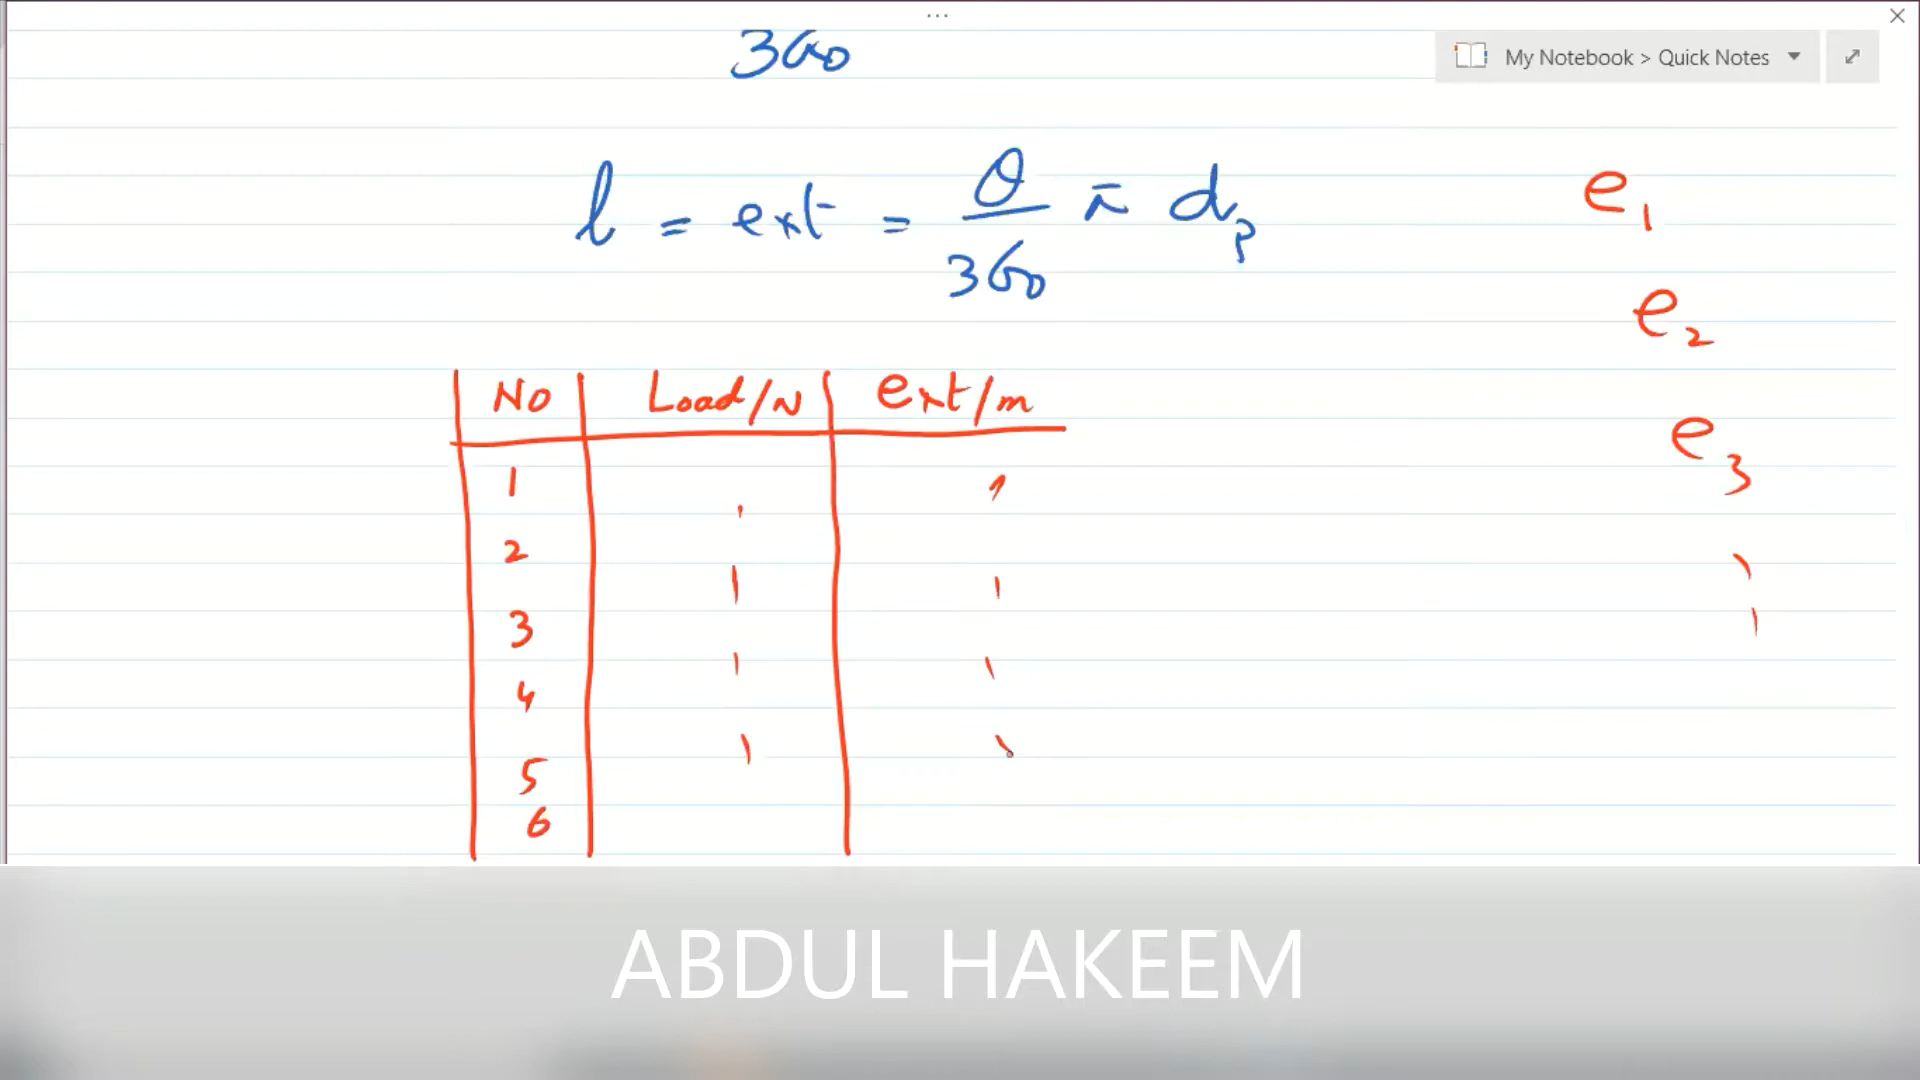 360
My Notebook > Quick Notes
l = ext = θ/360 π dp
e1
e2
e3
No Load/N ext/m
1
2
3
4
5
6
ABDUL HAKEEM